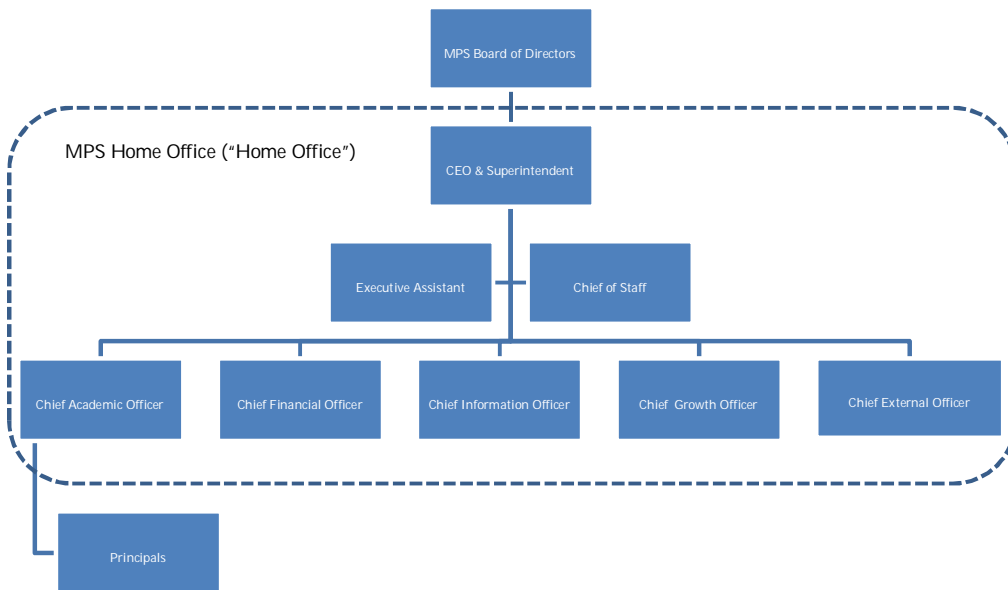 MPS Board of Directors
MPS Home Office (“Home Office”)
CEO & Superintendent
Executive Assistant
Chief of Staff
Chief Academic Officer
Chief Financial Officer
Chief Information Officer
Chief Growth Officer
Chief External Officer
Principals